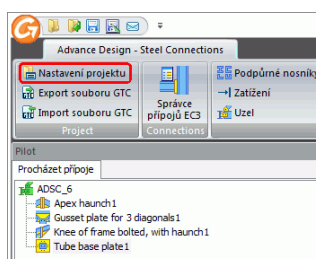 Advance Design - Steel Connections
Nastavení projektu
Export souboru GTC
Import souboru GTC
Project
Správce
přípojů EC3
Connections
Podpůrné nosníky
Zatížení
Uzel
Pilot
Procházet přípoje
ADSC_6
Apex haunch1
Gusset plate for 3 diagonals1
Knee of frame bolted, with haunch1
Tube base plate1